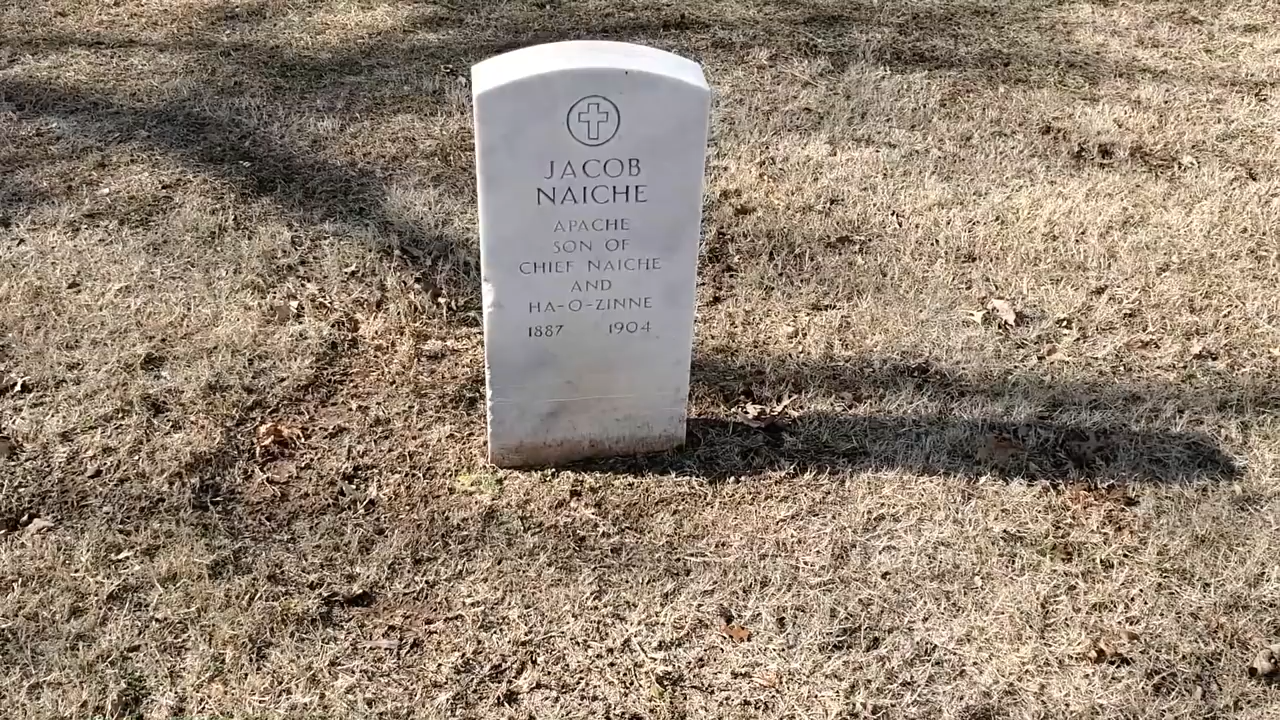 JACOB
NAICHE
APACHE
SON OF
CHIEF NAICHE
AND
HA-O-ZINNE
1887 1904